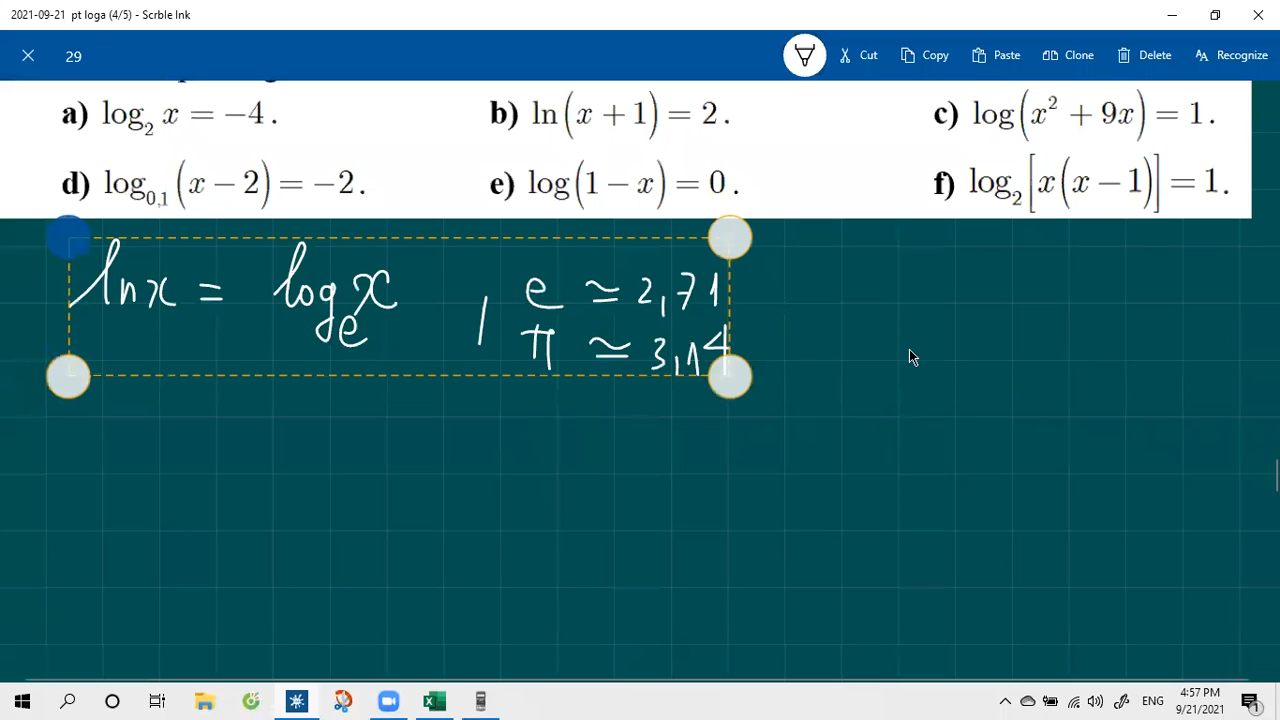 2021-09-21 pt loga (4/5) - Scrble Ink
29 Cut Copy Paste Clone Delete Recognize
a) log₂ x = −4. b) ln(x + 1) = 2. c) log(x² + 9x) = 1.
d) log₀,₁ (x − 2) = −2. e) log(1 − x) = 0. f) log₂ [x(x − 1)] = 1.
ln x = logₑ x , e ≃ 2,71
π ≃ 3,14
ENG 4:57 PM
9/21/2021 1